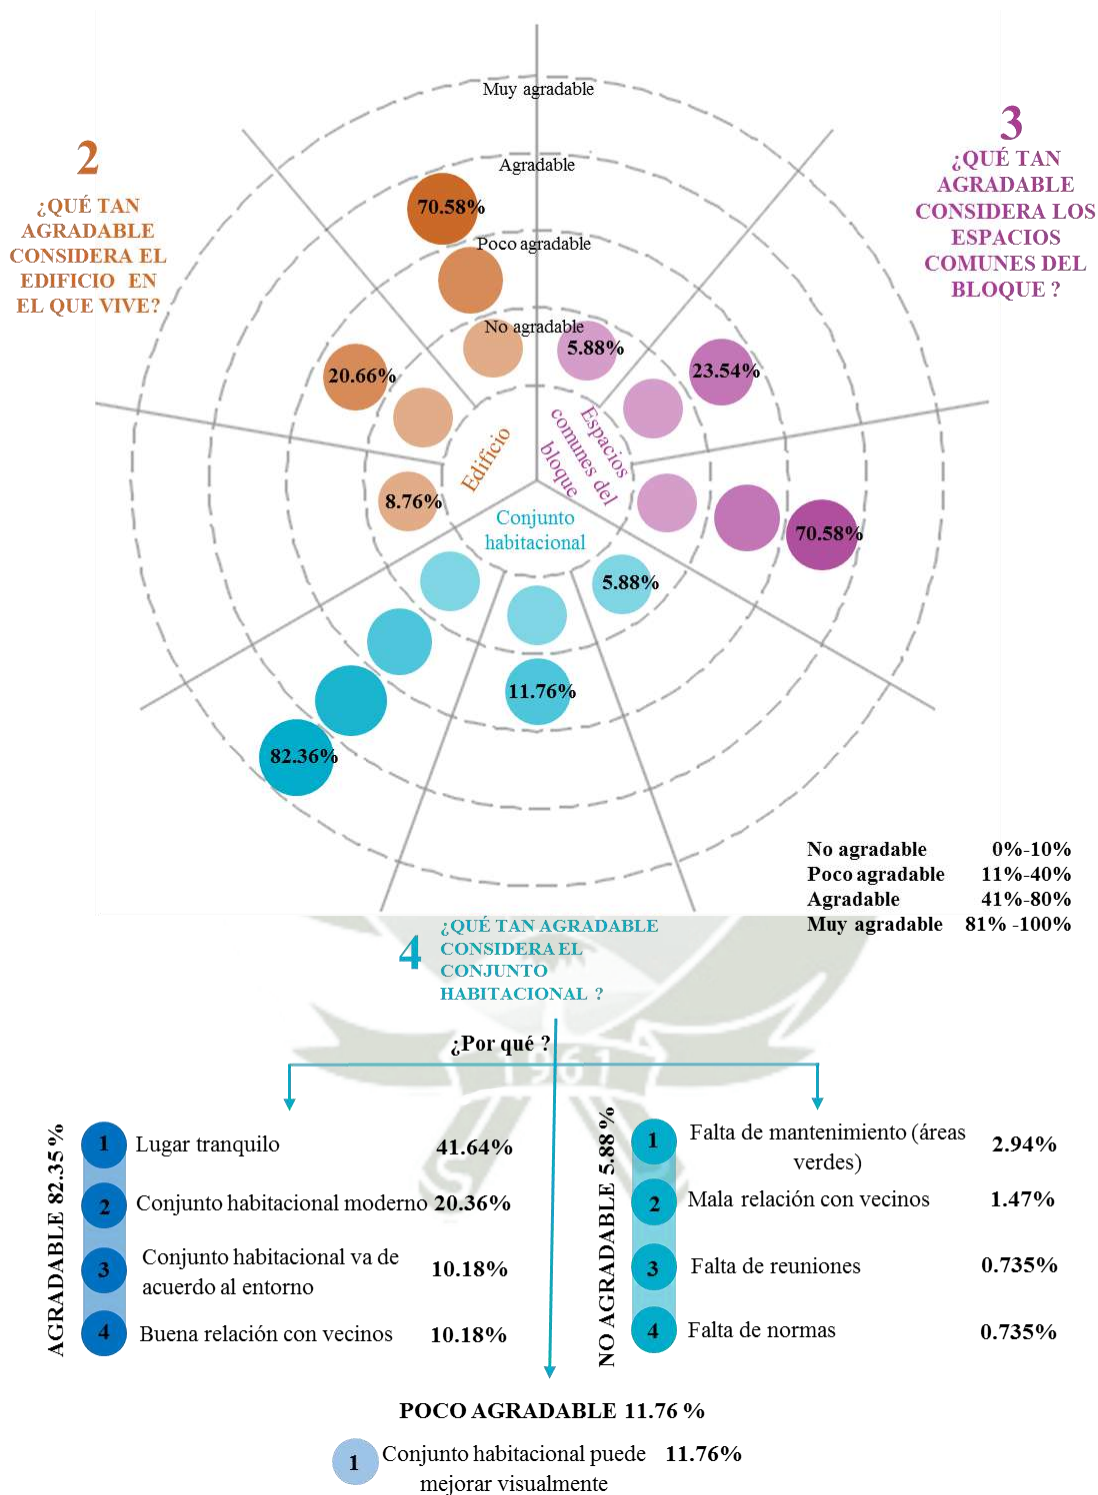 Muy agradable
Agradable
Poco agradable
No agradable
2
¿QUÉ TAN
AGRADABLE
CONSIDERA EL
EDIFICIO EN
EL QUE VIVE?
3
¿QUÉ TAN
AGRADABLE
CONSIDERA LOS
ESPACIOS
COMUNES DEL
BLOQUE ?
70.58%
20.66%
8.76%
Edificio
5.88%
23.54%
70.58%
Espacios
comunes del
bloque
Conjunto
habitacional
5.88%
11.76%
82.36%
No agradable 0%-10%
Poco agradable 11%-40%
Agradable 41%-80%
Muy agradable 81% -100%
4
¿QUÉ TAN AGRADABLE
CONSIDERA EL
CONJUNTO
HABITACIONAL ?
¿Por qué ?
1961
AGRADABLE 82.35 %
1 Lugar tranquilo 41.64%
2 Conjunto habitacional moderno 20.36%
3 Conjunto habitacional va de
acuerdo al entorno 10.18%
4 Buena relación con vecinos 10.18%
NO AGRADABLE 5.88 %
1 Falta de mantenimiento (áreas
verdes) 2.94%
2 Mala relación con vecinos 1.47%
3 Falta de reuniones 0.735%
4 Falta de normas 0.735%
POCO AGRADABLE 11.76 %
1 Conjunto habitacional puede 11.76%
mejorar visualmente